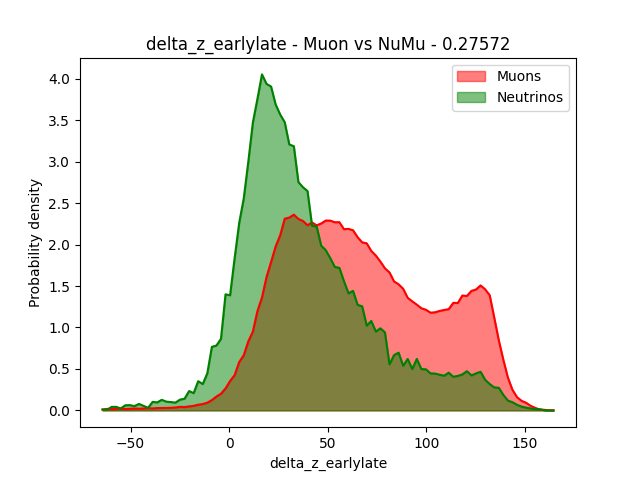 delta_z_earlylate - Muon vs NuMu - 0.27572
Muons
Neutrinos
Probability density
4.0
3.5
3.0
2.5
2.0
1.5
1.0
0.5
0.0
−50
0
50
100
150
delta_z_earlylate